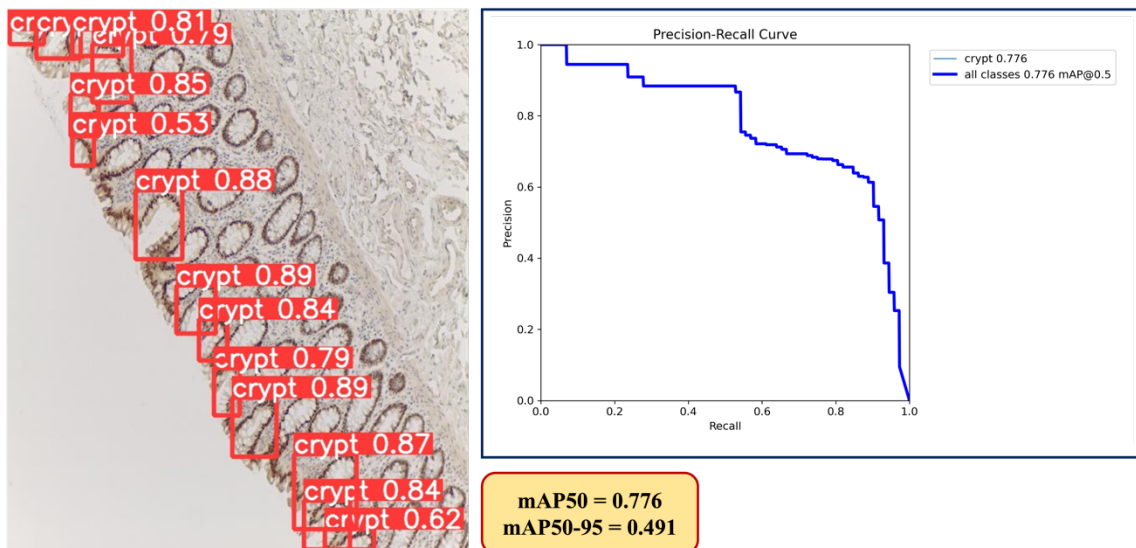 crypt 0.81
crypt 0.79
crypt 0.85
crypt 0.53
crypt 0.88
crypt 0.89
crypt 0.84
crypt 0.79
crypt 0.89
crypt 0.87
crypt 0.84
crypt 0.62
Precision-Recall Curve
1.0
0.8
0.6
0.4
0.2
0.0
Precision
0.0 0.2 0.4 0.6 0.8 1.0
Recall
crypt 0.776
all classes 0.776 mAP@0.5
mAP50 = 0.776
mAP50-95 = 0.491